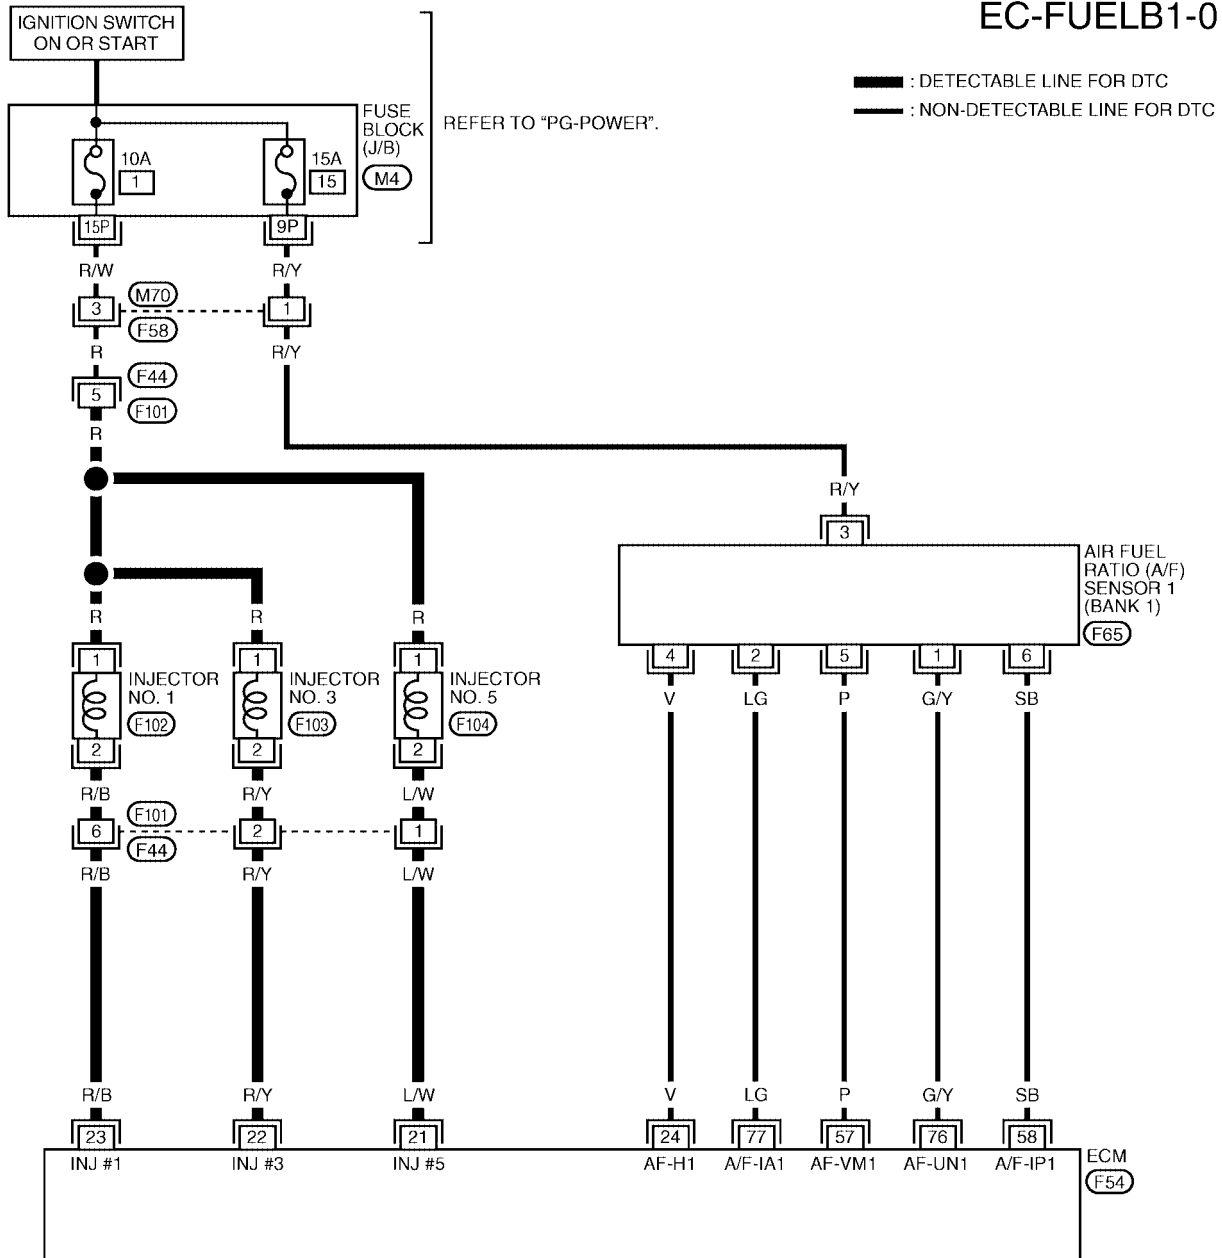 EC-FUELB1-0
IGNITION SWITCH
ON OR START
: DETECTABLE LINE FOR DTC
: NON-DETECTABLE LINE FOR DTC
FUSE
BLOCK
(J/B)
M4
REFER TO “PG-POWER”.
10A
1
15A
15
15P
9P
R/W
R/Y
3
M70
F58
1
R
R/Y
5
F44
F101
R
R/Y
3
AIR FUEL
RATIO (A/F)
SENSOR 1
(BANK 1)
F65
R
R
R
1
1
1
INJECTOR
NO. 1
F102
INJECTOR
NO. 3
F103
INJECTOR
NO. 5
F104
2
2
2
4
2
5
1
6
V
LG
P
G/Y
SB
R/B
R/Y
L/W
6
F101
F44
2
1
R/B
R/Y
L/W
R/B
R/Y
L/W
V
LG
P
G/Y
SB
23
22
21
24
77
57
76
58
INJ #1
INJ #3
INJ #5
AF-H1
A/F-IA1
AF-VM1
AF-UN1
A/F-IP1
ECM
F54